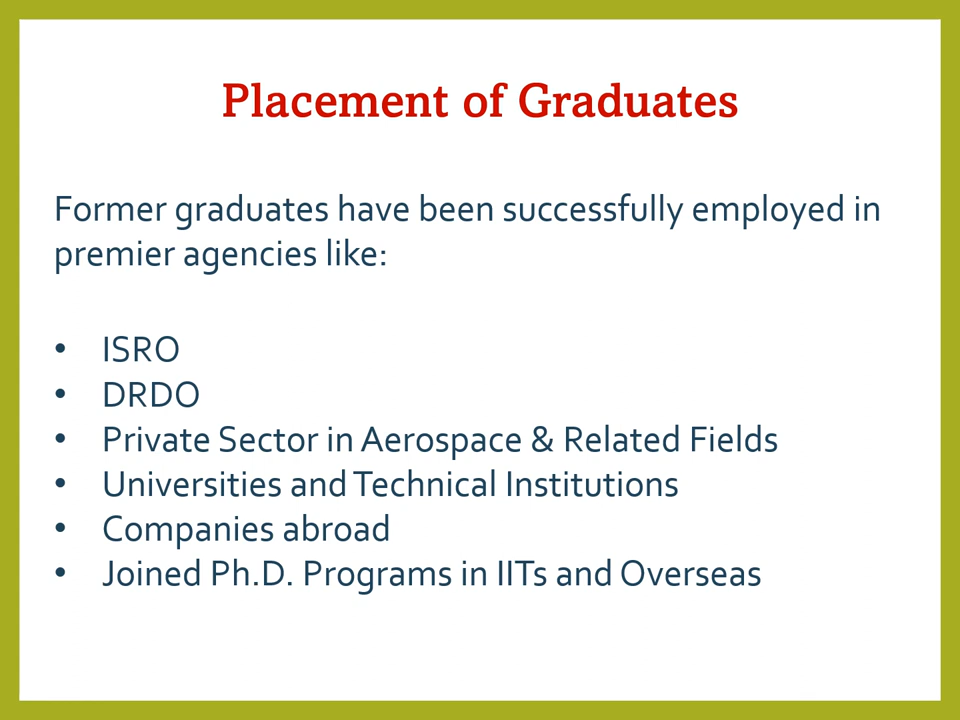 Placement of Graduates
Former graduates have been successfully employed in
premier agencies like:
• ISRO
• DRDO
• Private Sector in Aerospace & Related Fields
• Universities and Technical Institutions
• Companies abroad
• Joined Ph.D. Programs in IITs and Overseas